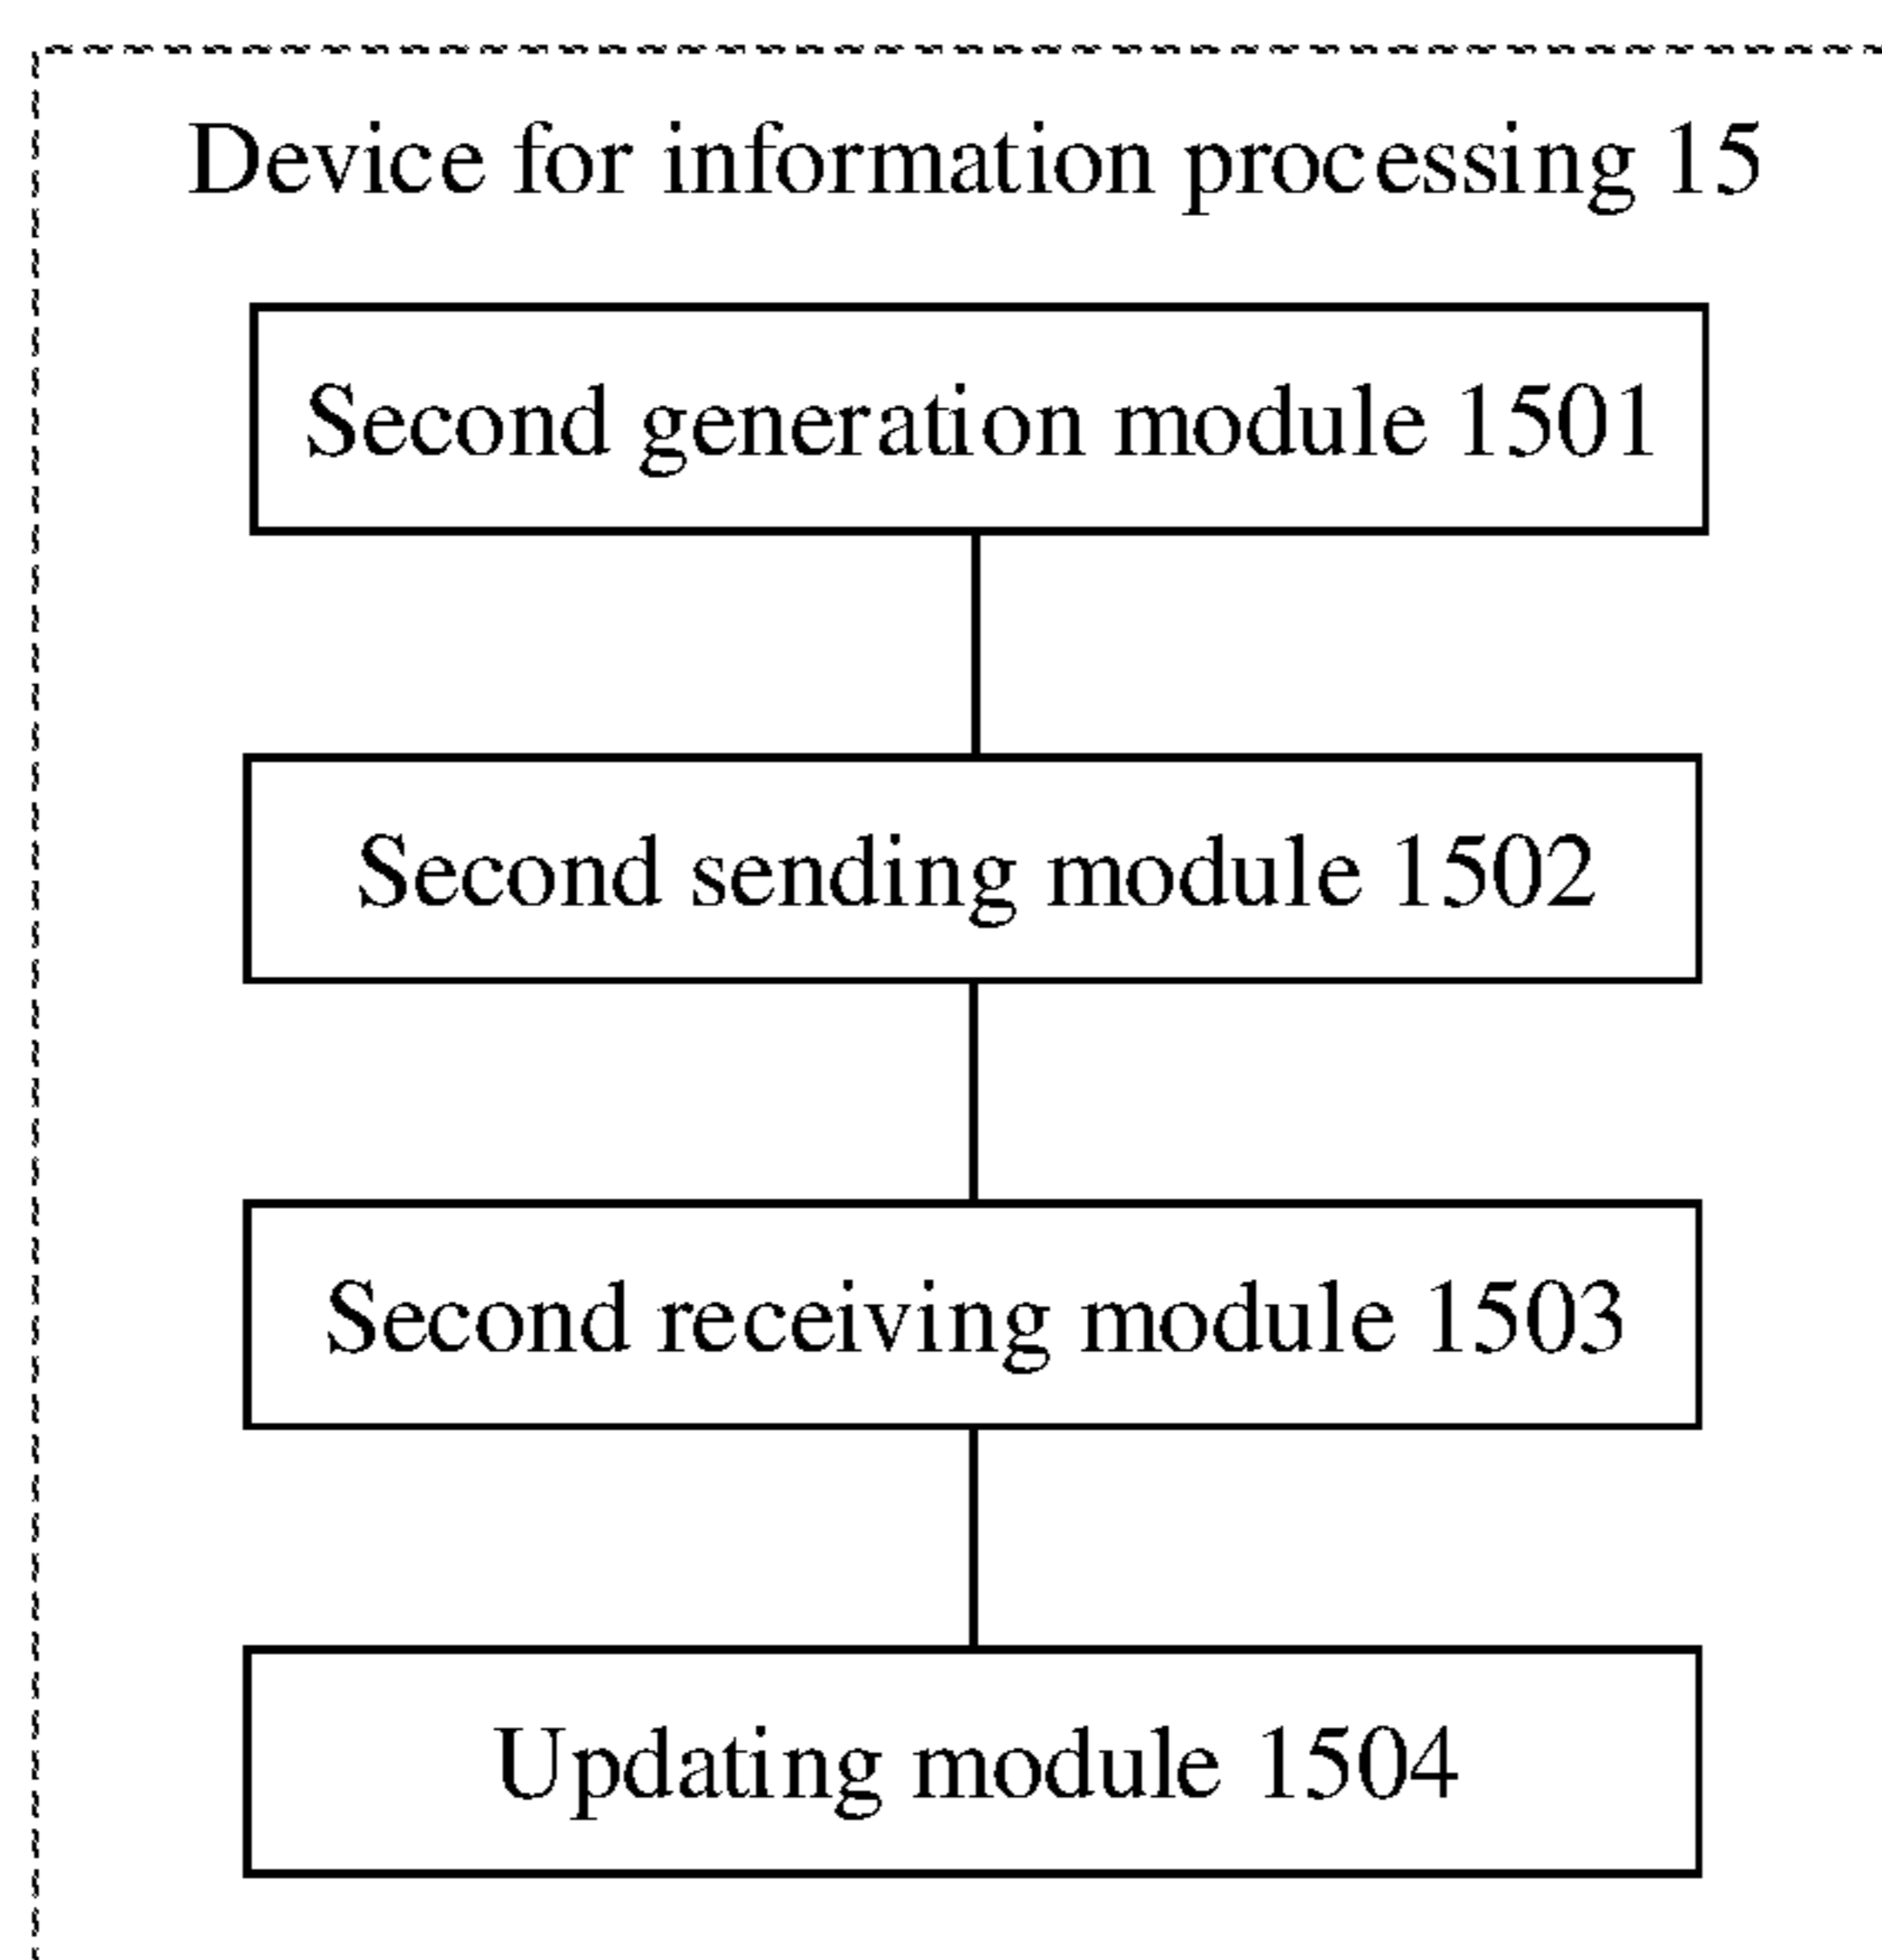 Device for information processing 15
Second generation module 1501
Second sending module 1502
Second receiving module 1503
Updating module 1504